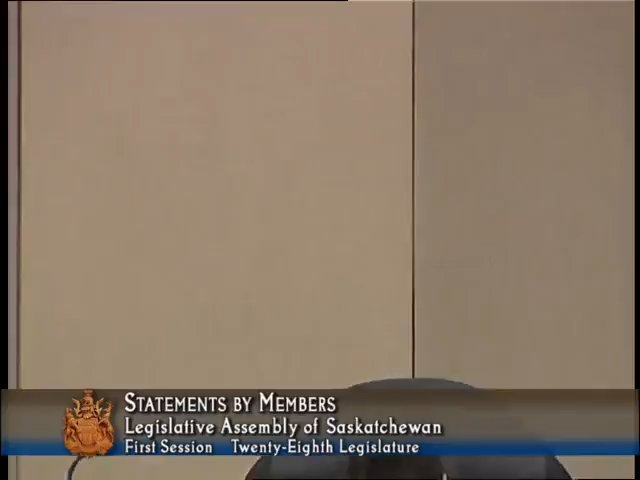 STATEMENTS BY MEMBERS
Legislative Assembly of Saskatchewan
First Session Twenty-Eighth Legislature